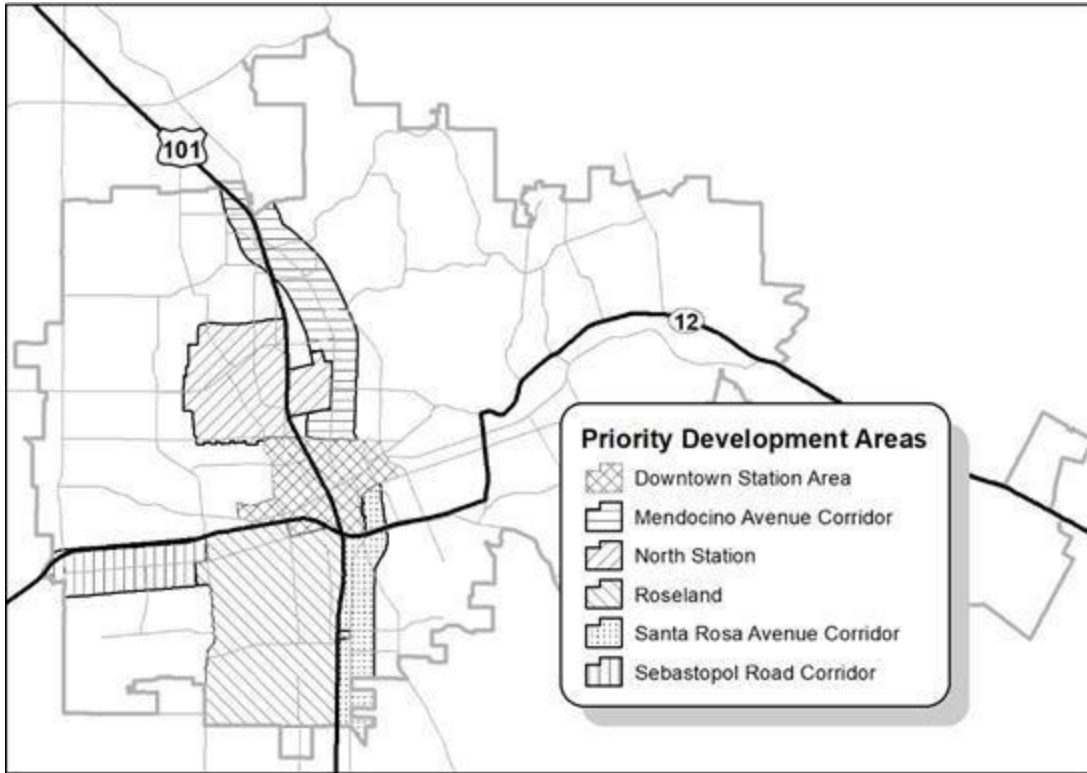 101
12
Priority Development Areas
Downtown Station Area
Mendocino Avenue Corridor
North Station
Roseland
Santa Rosa Avenue Corridor
Sebastopol Road Corridor